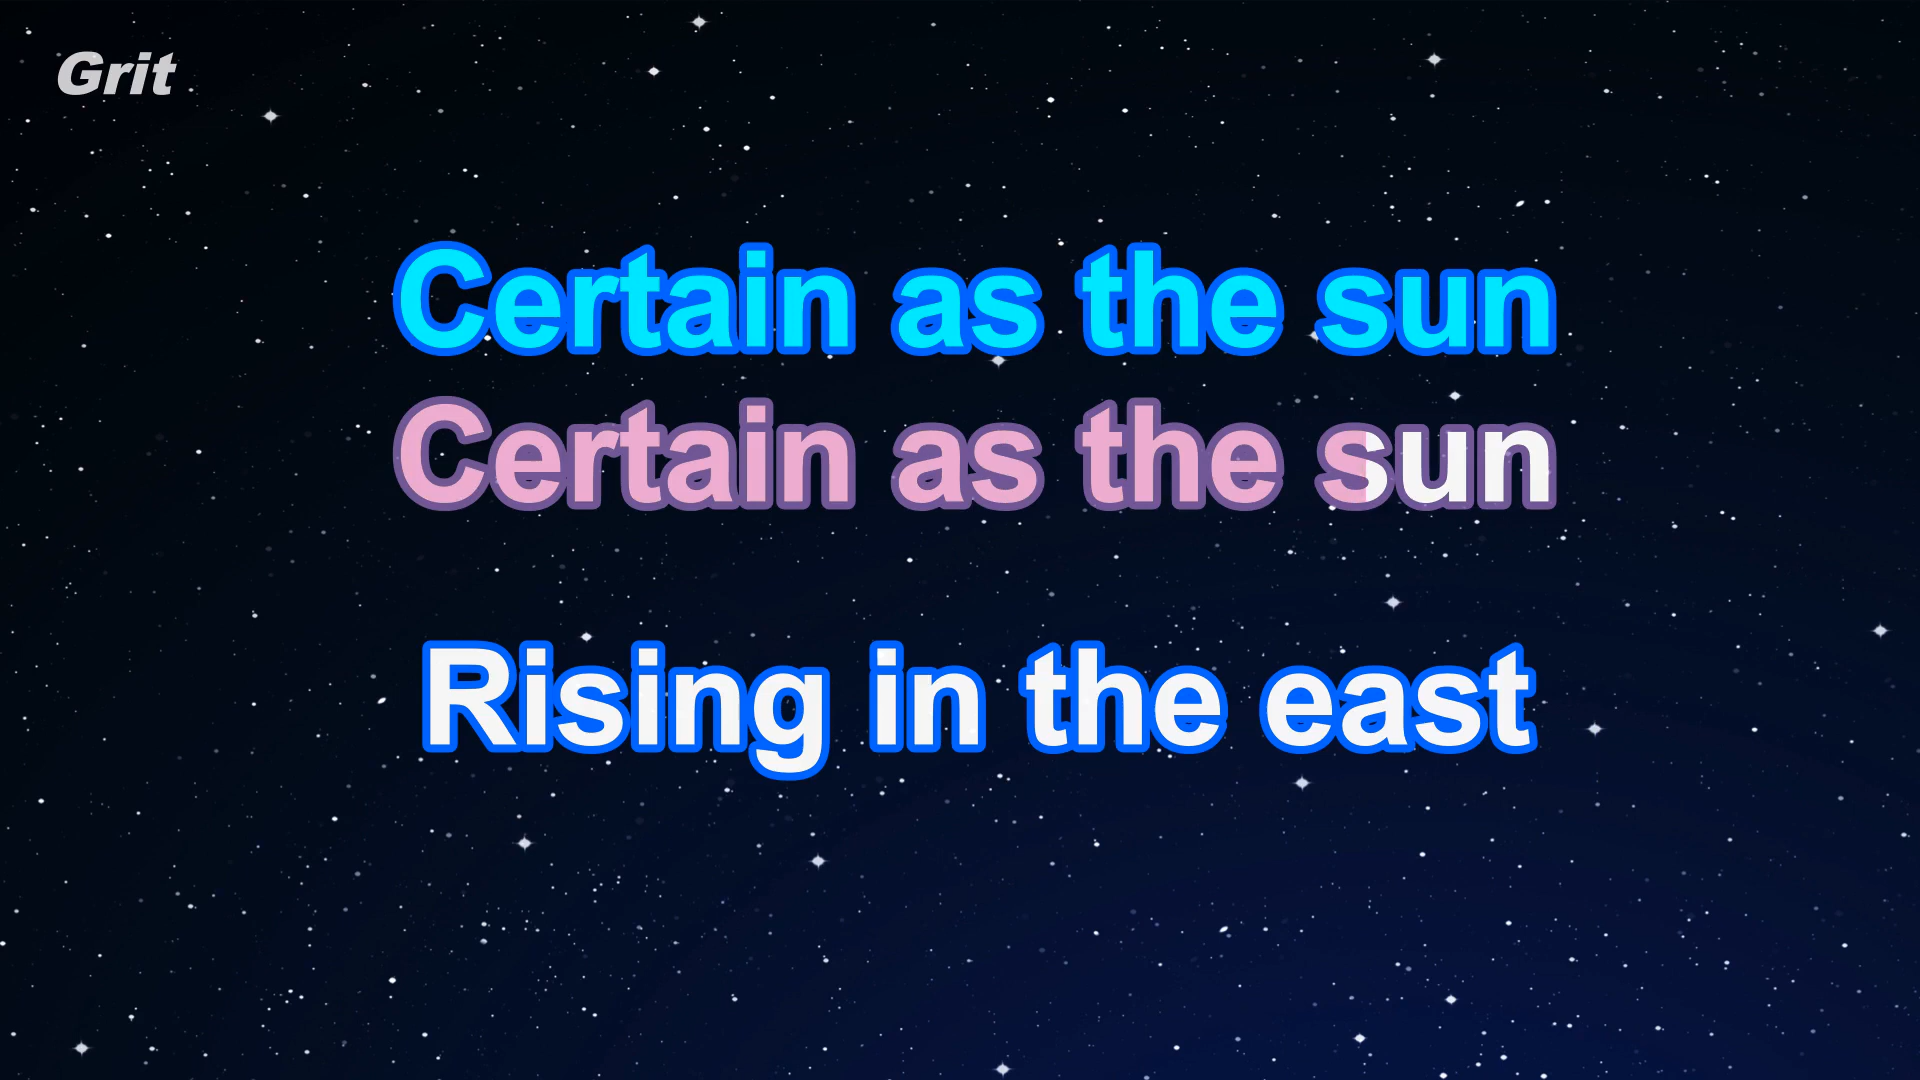 Grit
Certain as the sun
Certain as the sun
Rising in the east